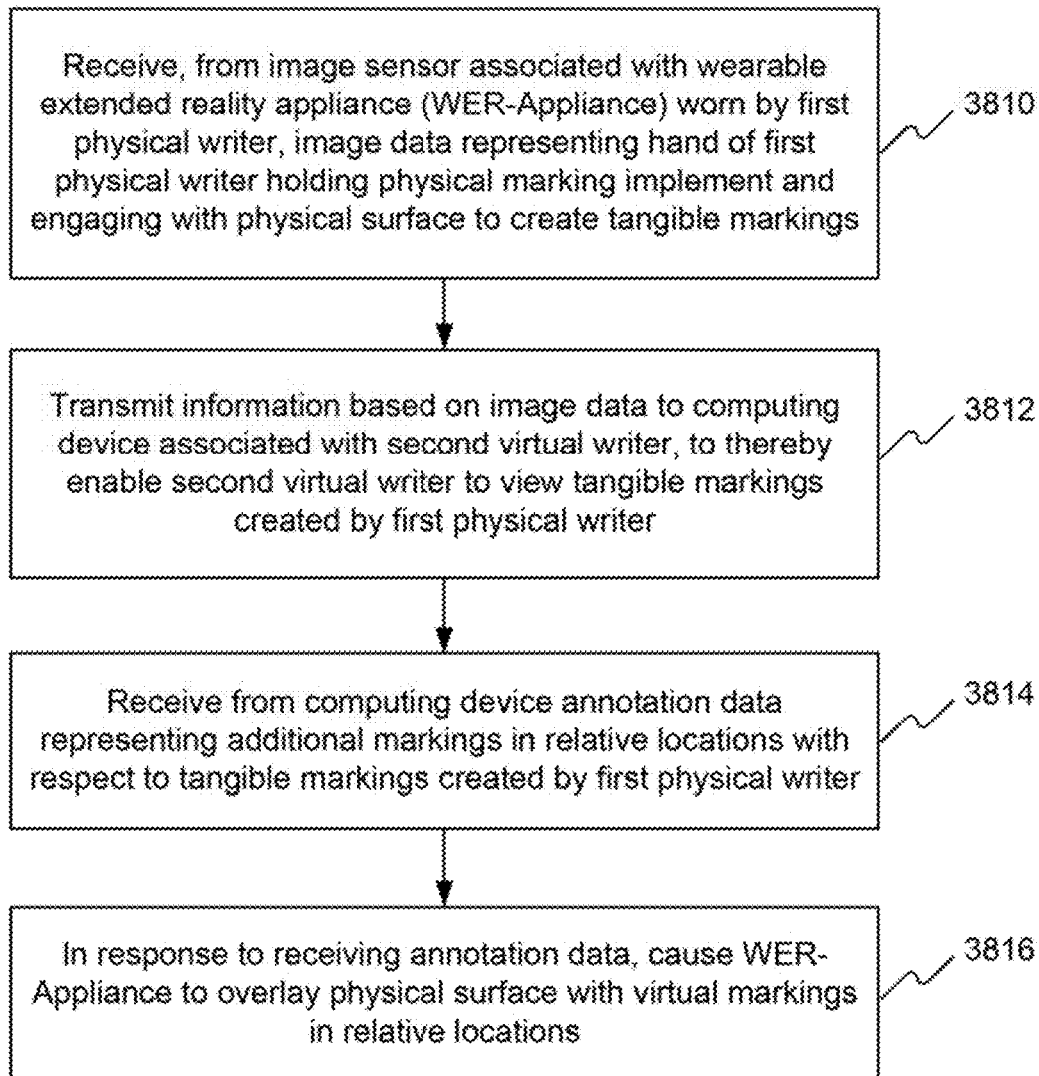 Receive, from image sensor associated with wearable
extended reality appliance (WER-Appliance) worn by first
physical writer, image data representing hand of first
physical writer holding physical marking implement and
engaging with physical surface to create tangible markings
3810
Transmit information based on image data to computing
device associated with second virtual writer, to thereby
enable second virtual writer to view tangible markings
created by first physical writer
3812
Receive from computing device annotation data
representing additional markings in relative locations with
respect to tangible markings created by first physical writer
3814
In response to receiving annotation data, cause WER-
Appliance to overlay physical surface with virtual markings
in relative locations
3816